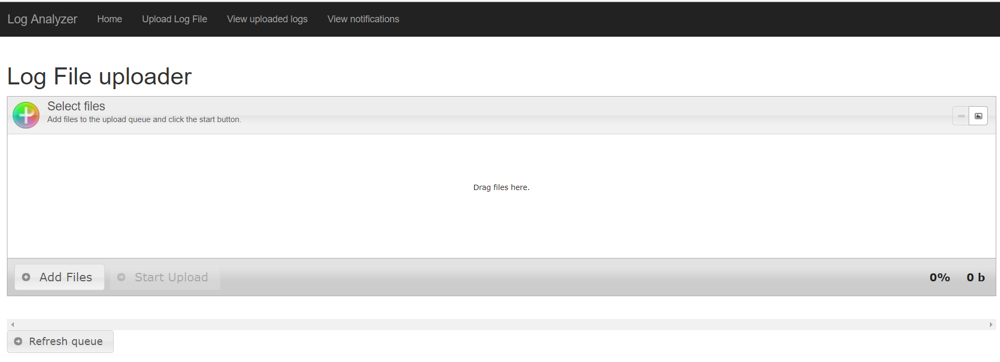 Log Analyzer Home Upload Log File View uploaded logs View notifications
Log File uploader
Select files
Add files to the upload queue and click the start button.
Drag files here.
Add Files Start Upload 0% 0 b
Refresh queue